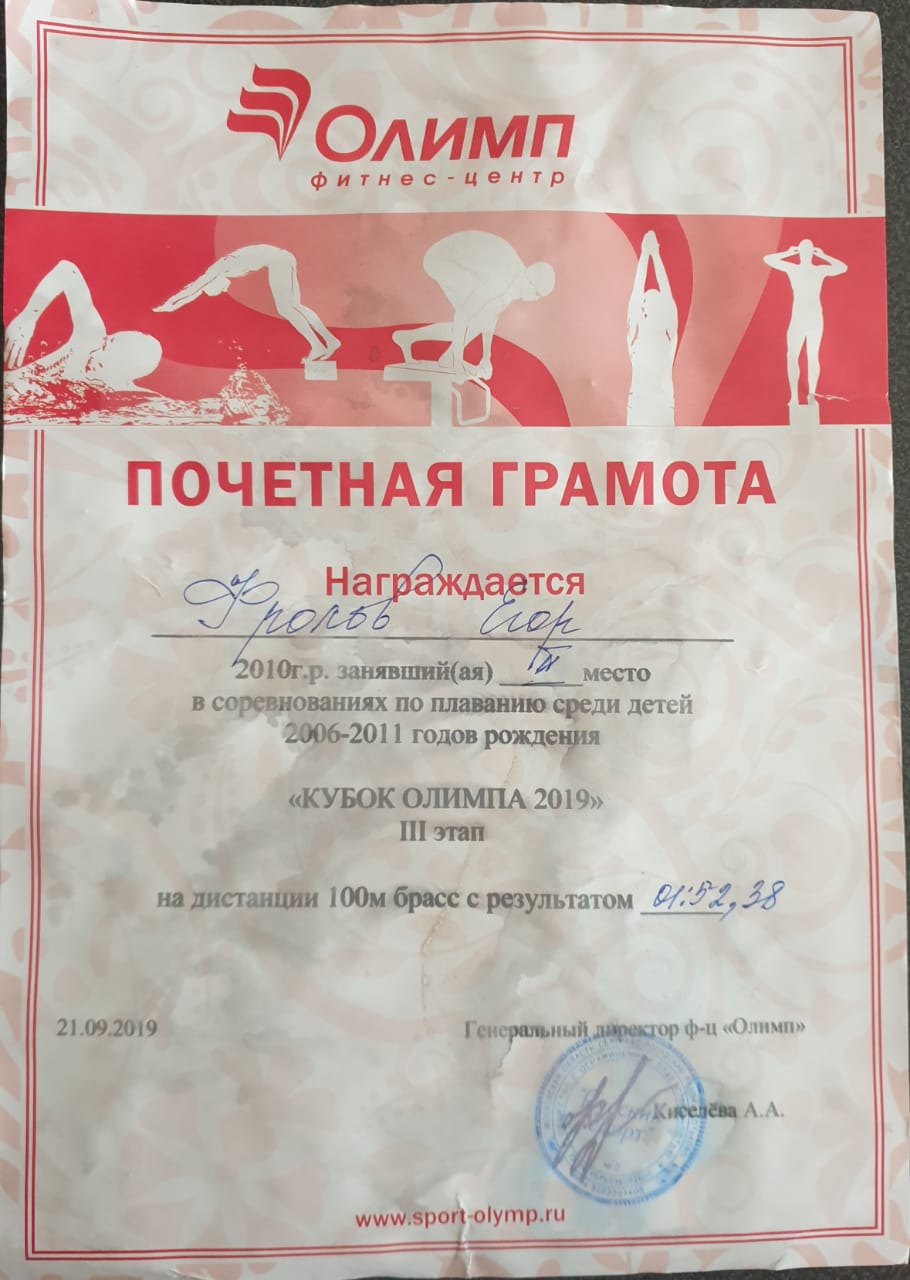 Олимп
фитнес-центр
ПОЧЕТНАЯ ГРАМОТА
Награждается
Фролов Егор
2010г.р. занявший(ая) II место
в соревнованиях по плаванию среди детей
2006-2011 годов рождения
«КУБОК ОЛИМПА 2019»
III этап
на дистанции 100м брасс с результатом 01:52,38
21.09.2019
Генеральный директор ф-ц «Олимп»
Киселёва А.А.
www.sport-olymp.ru